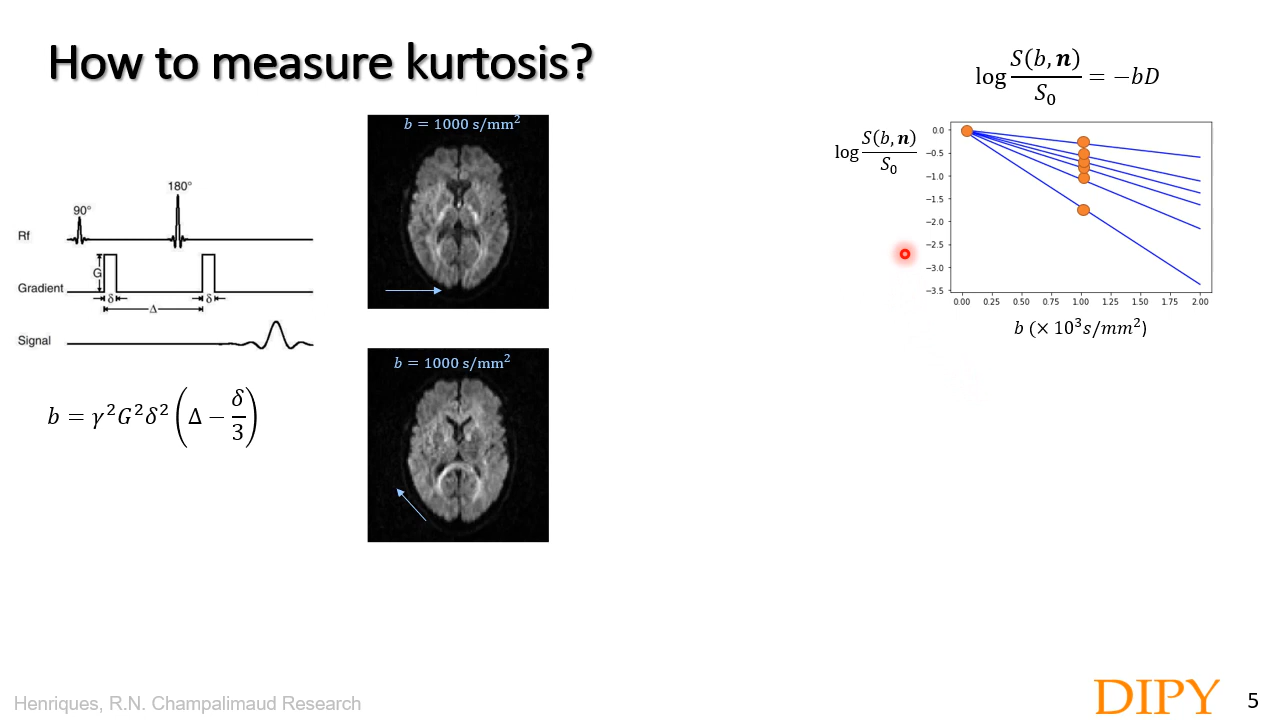 How to measure kurtosis?
90°
180°
Rf
G
Gradient
δ
δ
Δ
Signal
b = γ²G²δ²(Δ − δ/3)
b = 1000 s/mm²
b = 1000 s/mm²
log S(b, n)/S₀ = −bD
log S(b, n)/S₀
0.0
−0.5
−1.0
−1.5
−2.0
−2.5
−3.0
−3.5
0.00 0.25 0.50 0.75 1.00 1.25 1.50 1.75 2.00
b (× 10³s/mm²)
Henriques, R.N. Champalimaud Research
DIPY
5